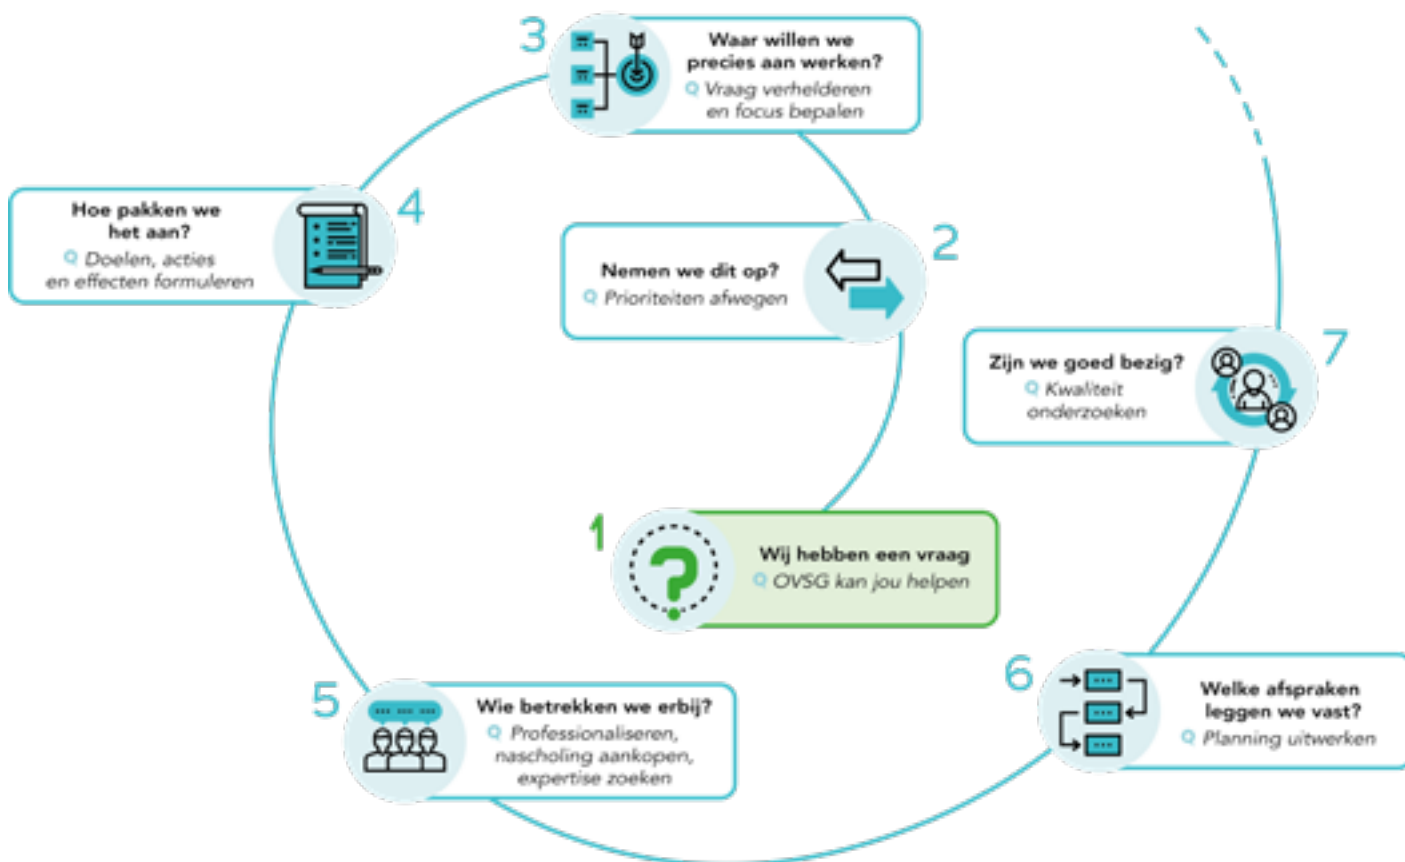 1
Wij hebben een vraag
OVSG kan jou helpen
2
Nemen we dit op?
Prioriteiten afwegen
3
Waar willen we
precies aan werken?
Vraag verhelderen
en focus bepalen
4
Hoe pakken we
het aan?
Doelen, acties
en effecten formuleren
5
Wie betrekken we erbij?
Professionaliseren,
nascholing aankopen,
expertise zoeken
6
Welke afspraken
leggen we vast?
Planning uitwerken
7
Zijn we goed bezig?
Kwaliteit
onderzoeken